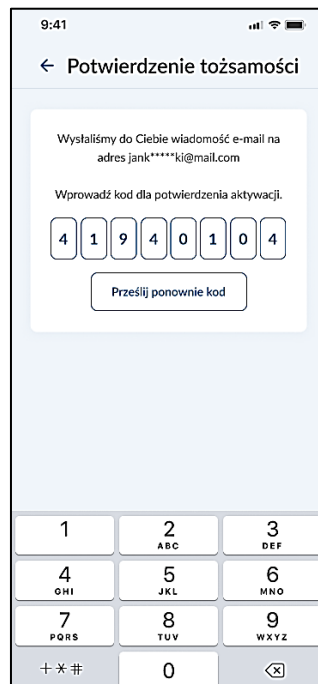 9:41
← Potwierdzenie tożsamości
Wysłaliśmy do Ciebie wiadomość e-mail na
adres jank*****ki@mail.com
Wprowadź kod dla potwierdzenia aktywacji.
4 1 9 4 0 1 0 4
Prześlij ponownie kod
1 2 3
ABC DEF
4 5 6
GHI JKL MNO
7 8 9
PQRS TUV WXYZ
+*# 0